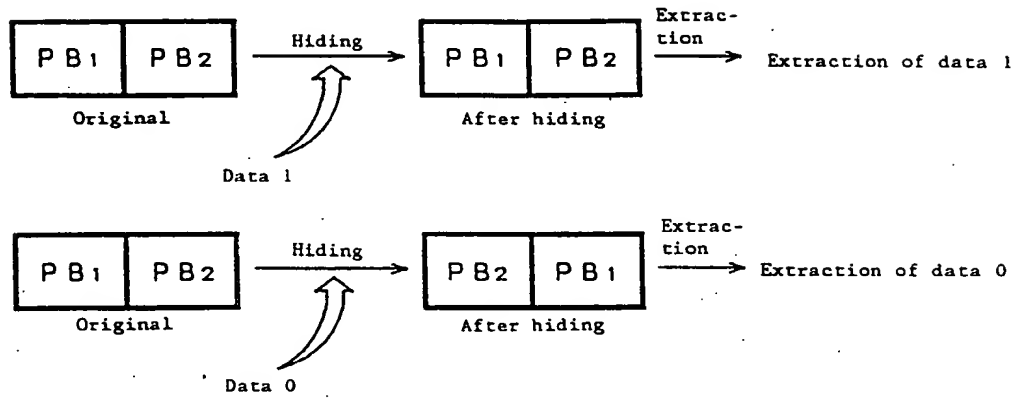 Hiding
Extrac-
tion
PB1 PB2
PB1 PB2
Extraction of data 1
Original
After hiding
Data 1
Hiding
Extrac-
tion
PB1 PB2
PB2 PB1
Extraction of data 0
Original
After hiding
Data 0